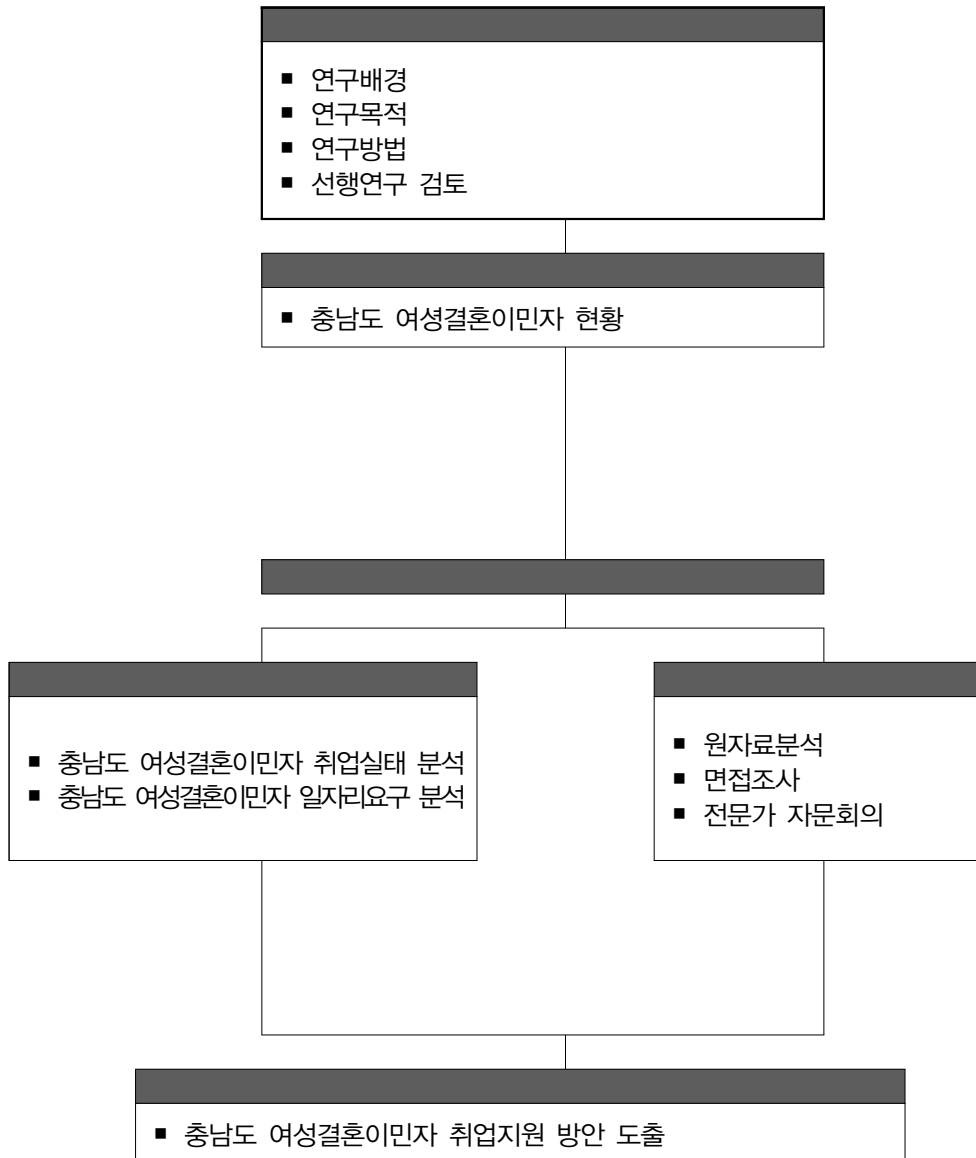 ■ 연구배경
■ 연구목적
■ 연구방법
■ 선행연구 검토
■ 충남도 여성결혼이민자 현황
■ 충남도 여성결혼이민자 취업실태 분석
■ 충남도 여성결혼이민자 일자리요구 분석
■ 원자료분석
■ 면접조사
■ 전문가 자문회의
■ 충남도 여성결혼이민자 취업지원 방안 도출